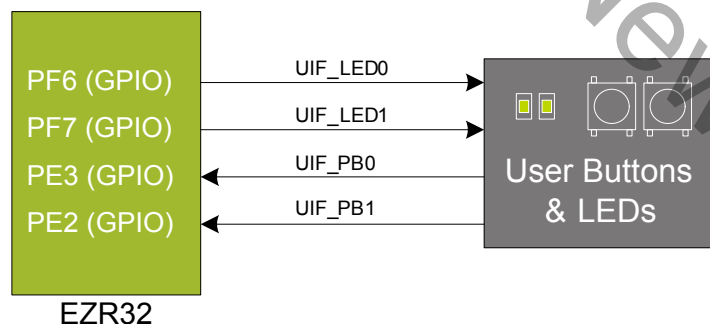 PF6 (GPIO)
PF7 (GPIO)
PE3 (GPIO)
PE2 (GPIO)
UIF_LED0
UIF_LED1
UIF_PB0
UIF_PB1
User Buttons
& LEDs
EZR32